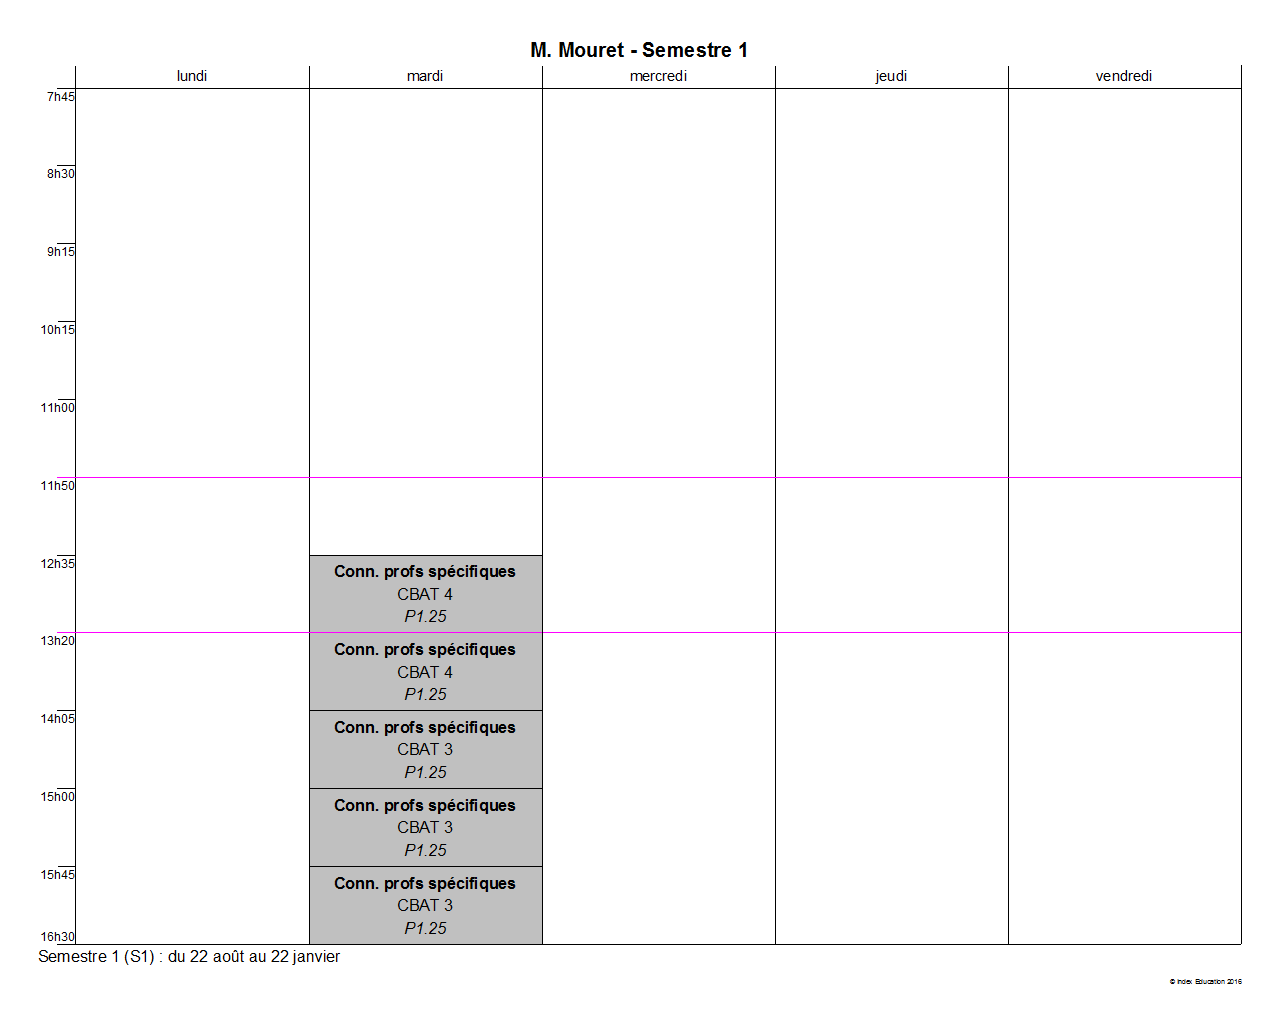 M. Mouret - Semestre 1
lundi
mardi
mercredi
jeudi
vendredi
7h45
8h30
9h15
10h15
11h00
11h50
12h35
Conn. profs spécifiques
CBAT 4
P1.25
13h20
Conn. profs spécifiques
CBAT 4
P1.25
14h05
Conn. profs spécifiques
CBAT 3
P1.25
15h00
Conn. profs spécifiques
CBAT 3
P1.25
15h45
Conn. profs spécifiques
CBAT 3
P1.25
16h30
Semestre 1 (S1) : du 22 août au 22 janvier
© Index Education 2016